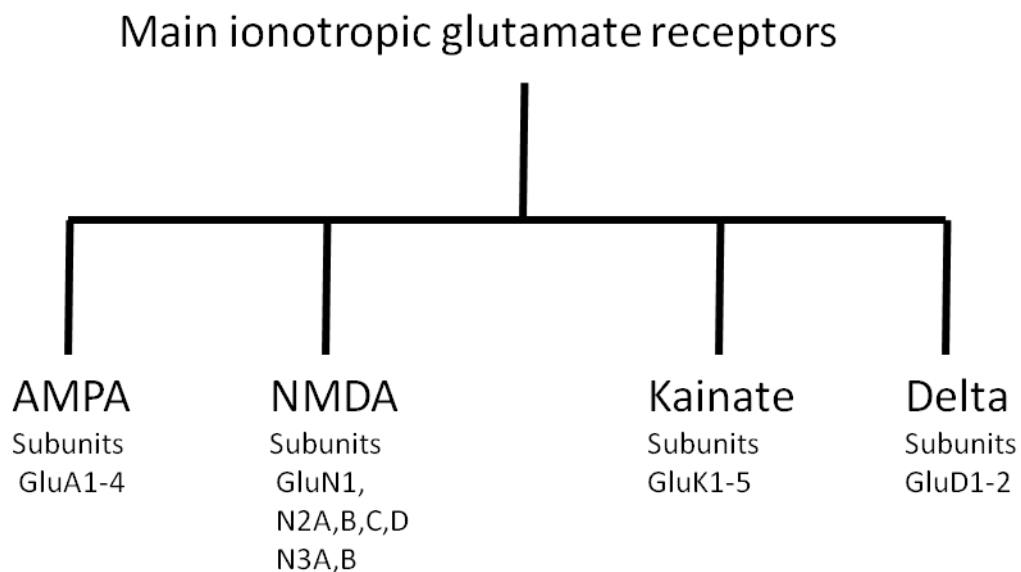 Main ionotropic glutamate receptors
AMPA
Subunits
GluA1-4
NMDA
Subunits
GluN1,
N2A,B,C,D
N3A,B
Kainate
Subunits
GluK1-5
Delta
Subunits
GluD1-2